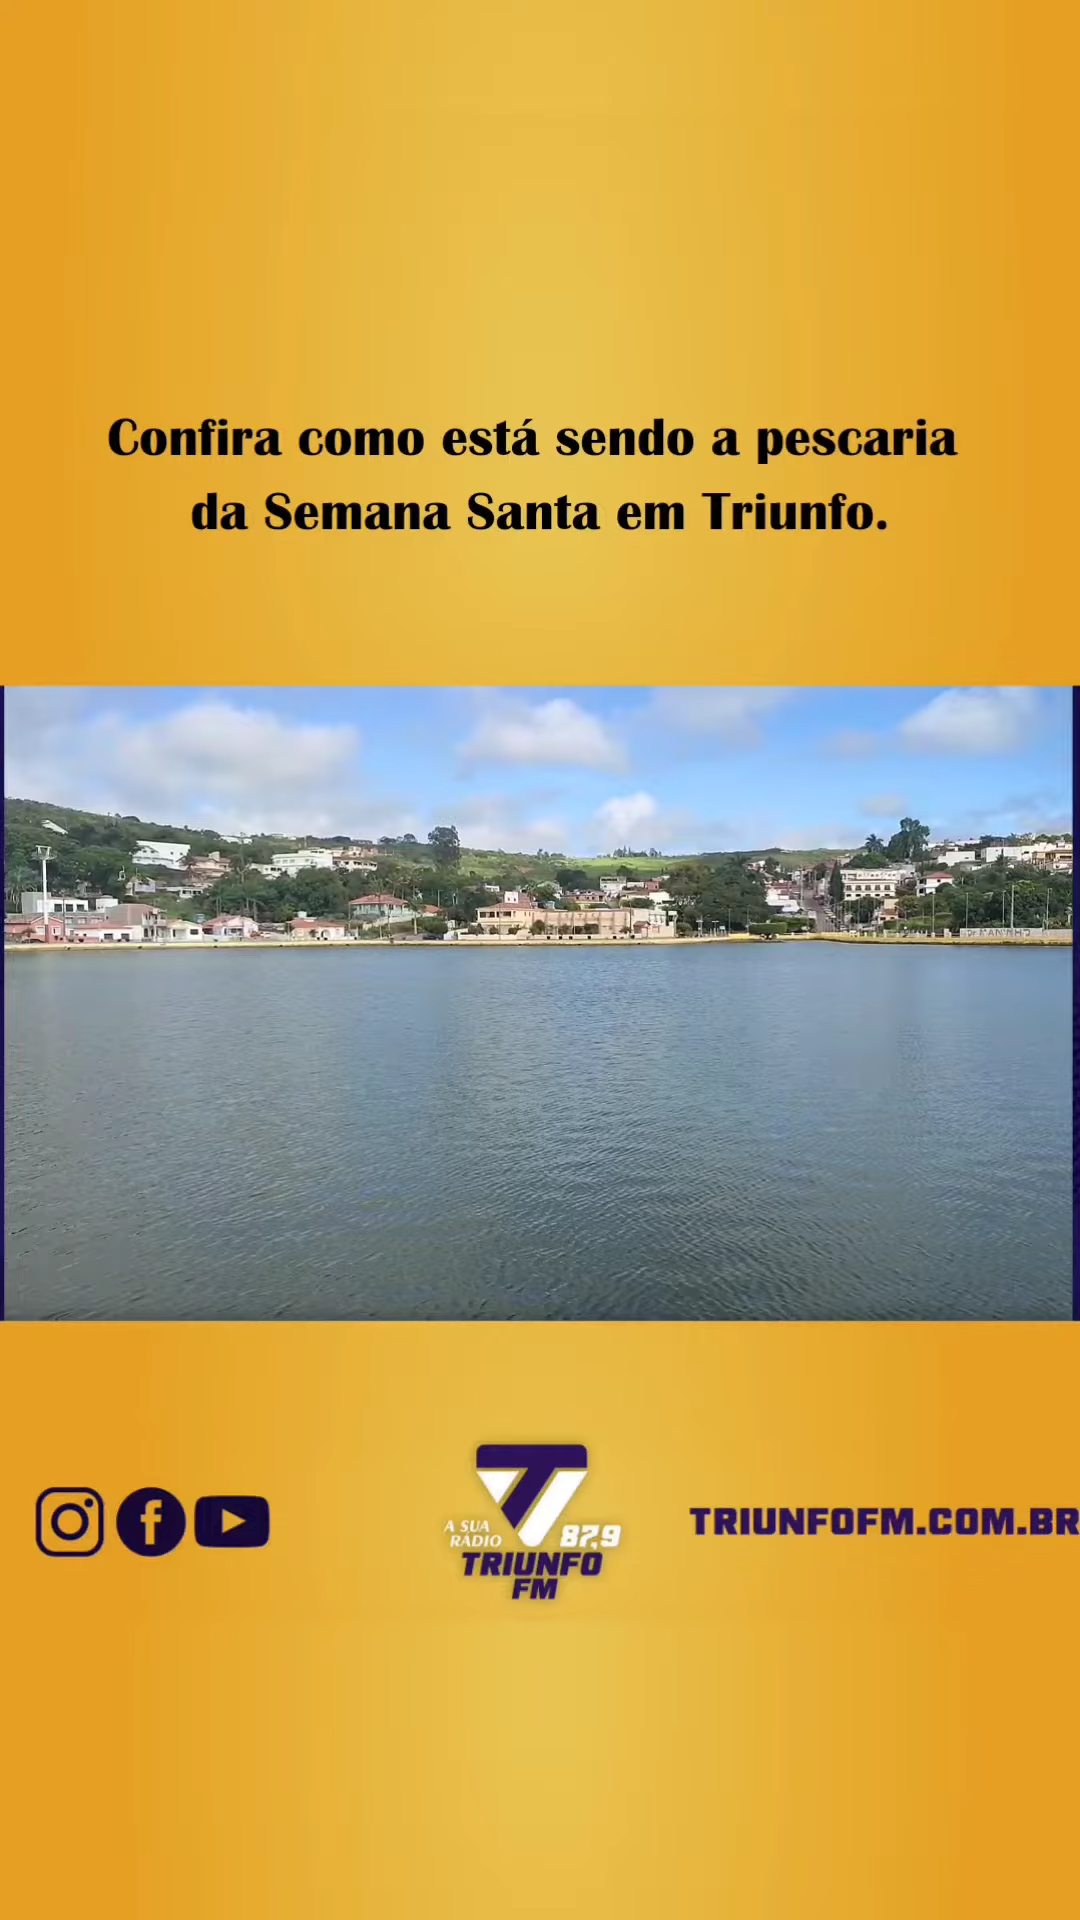 Confira como está sendo a pescaria
da Semana Santa em Triunfo.
A SUA
RÁDIO
87,9
TRIUNFO
FM
TRIUNFOFM.COM.BR